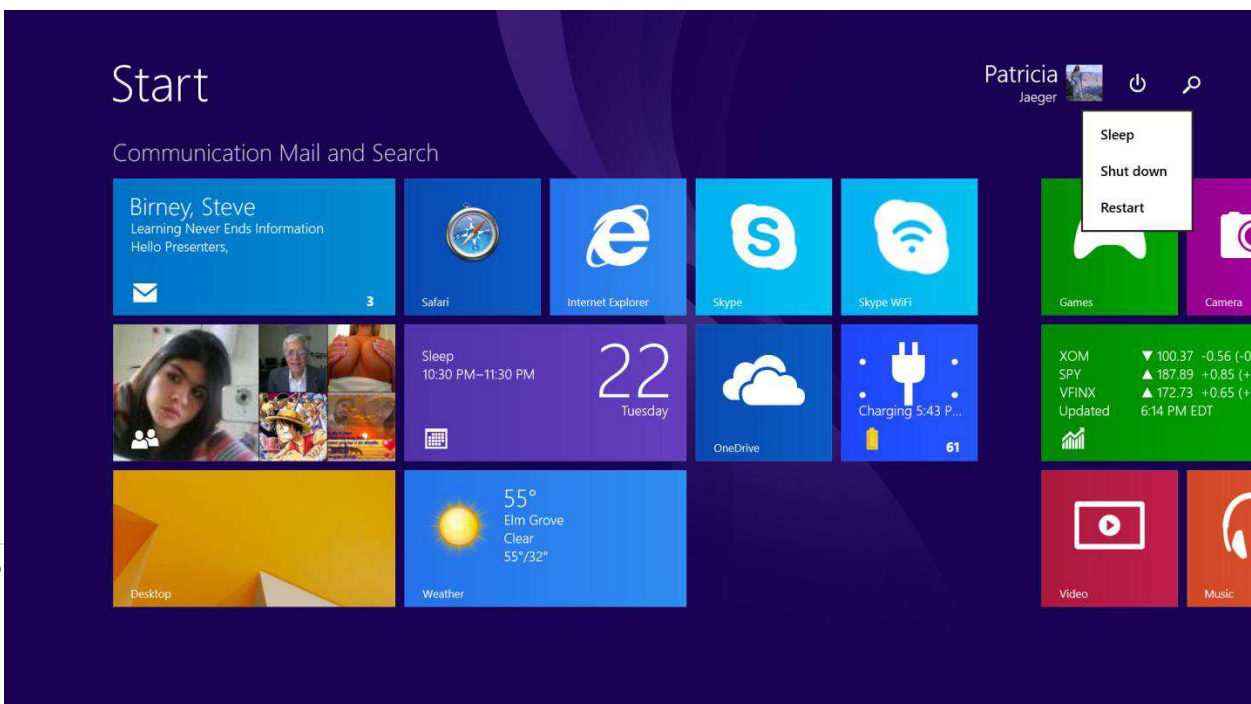 Start
Patricia
Jaeger
Sleep
Shut down
Restart
Communication Mail and Search
Birney, Steve
Learning Never Ends Information
Hello Presenters,
3
Safari
Internet Explorer
Skype
Skype WiFi
Games
Camera
Sleep
10:30 PM–11:30 PM
22
Tuesday
OneDrive
Charging 5:43 P...
61
XOM ▼ 100.37 -0.56 (-0
SPY ▲ 187.89 +0.85 (+
VFINX ▲ 172.73 +0.65 (+
Updated 6:14 PM EDT
Desktop
55°
Elm Grove
Clear
55°/32°
Weather
Video
Music